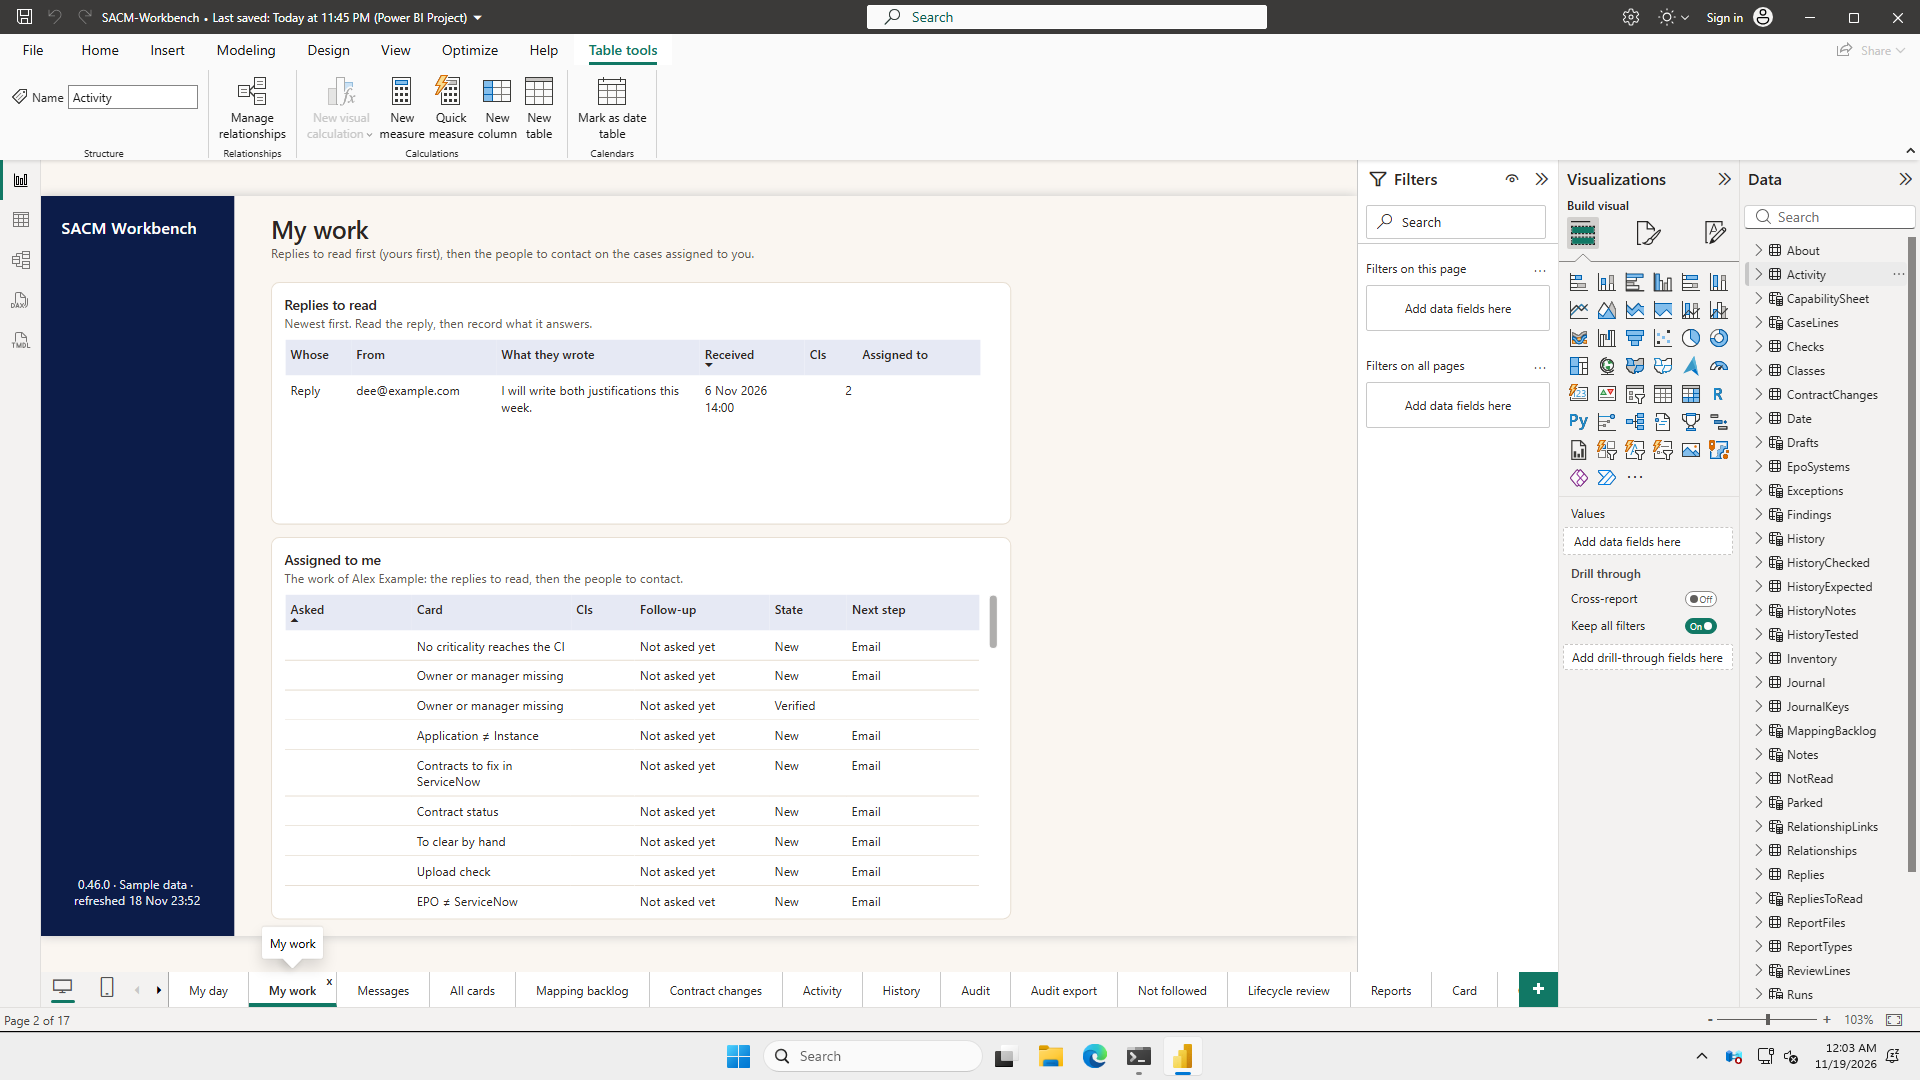 SACM-Workbench • Last saved: Today at 11:45 PM (Power BI Project)
Search
Sign in
File Home Insert Modeling Design View Optimize Help Table tools
Share
Name Activity
Structure
Manage relationships
Relationships
New visual calculation
New measure
Quick measure
New column
New table
Calculations
Mark as date table
Calendars
DAX
TMDL
SACM Workbench
0.46.0 · Sample data ·
refreshed 18 Nov 23:52
My work
Replies to read first (yours first), then the people to contact on the cases assigned to you.
Replies to read
Newest first. Read the reply, then record what it answers.
Whose From What they wrote Received CIs Assigned to
Reply dee@example.com I will write both justifications this week. 6 Nov 2026 14:00 2
Assigned to me
The work of Alex Example: the replies to read, then the people to contact.
Asked Card CIs Follow-up State Next step
No criticality reaches the CI Not asked yet New Email
Owner or manager missing Not asked yet New Email
Owner or manager missing Not asked yet Verified
Application ≠ Instance Not asked yet New Email
Contracts to fix in ServiceNow Not asked yet New Email
Contract status Not asked yet New Email
To clear by hand Not asked yet New Email
Upload check Not asked yet New Email
EPO ≠ ServiceNow Not asked yet New Email
My work
Filters
Search
Filters on this page ...
Add data fields here
Filters on all pages ...
Add data fields here
Visualizations
Build visual
123
R
Py
...
Values
Add data fields here
Drill through
Cross-report Off
Keep all filters On
Add drill-through fields here
Data
Search
About
Activity ...
CapabilitySheet
CaseLines
Checks
Classes
ContractChanges
Date
Drafts
EpoSystems
Exceptions
Findings
History
HistoryChecked
HistoryExpected
HistoryNotes
HistoryTested
Inventory
Journal
JournalKeys
MappingBacklog
Notes
NotRead
Parked
RelationshipLinks
Relationships
Replies
RepliesToRead
ReportFiles
ReportTypes
ReviewLines
Runs
My day My work x Messages All cards Mapping backlog Contract changes Activity History Audit Audit export Not followed Lifecycle review Reports Card +
Page 2 of 17
- + 103%
Search
12:03 AM
11/19/2026